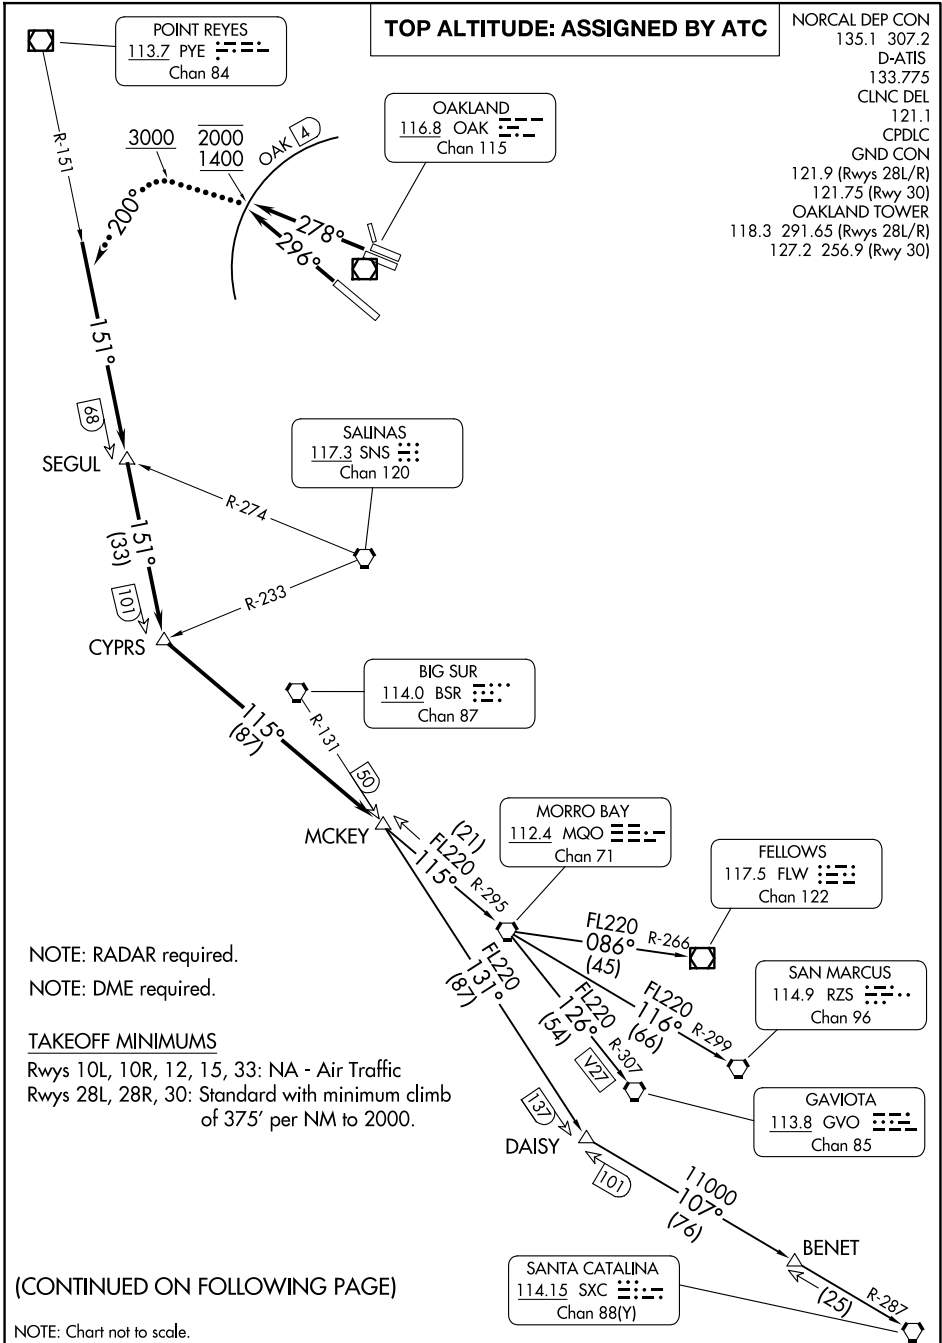 TOP ALTITUDE: ASSIGNED BY ATC
NORCAL DEP CON
135.1 307.2
D-ATIS
133.775
CLNC DEL
121.1
CPDLC
GND CON
121.9 (Rwys 28L/R)
121.75 (Rwy 30)
OAKLAND TOWER
118.3 291.65 (Rwys 28L/R)
127.2 256.9 (Rwy 30)
POINT REYES
113.7 PYE
Chan 84
OAKLAND
116.8 OAK
Chan 115
R-151
3000
2000
1400
OAK 4
200°
278°
296°
151°
68
SEGUL
SALINAS
117.3 SNS
Chan 120
R-274
151°
(33)
101
R-233
CYPRS
BIG SUR
114.0 BSR
Chan 87
115°
(87)
R-131
50
MCKEY
MORRO BAY
112.4 MQO
Chan 71
(21)
FL220
115°
R-295
FELLOWS
117.5 FLW
Chan 122
FL220
086°
(45)
R-266
FL220
131°
(87)
SAN MARCUS
114.9 RZS
Chan 96
FL220
116°
(66)
R-299
FL220
126°
(54)
R-307
V27
GAVIOTA
113.8 GVO
Chan 85
NOTE: RADAR required.
NOTE: DME required.
TAKEOFF MINIMUMS
Rwys 10L, 10R, 12, 15, 33: NA - Air Traffic
Rwys 28L, 28R, 30: Standard with minimum climb
of 375' per NM to 2000.
137
DAISY
101
11000
107°
(76)
BENET
(25)
R-287
SANTA CATALINA
114.15 SXC
Chan 88(Y)
(CONTINUED ON FOLLOWING PAGE)
NOTE: Chart not to scale.